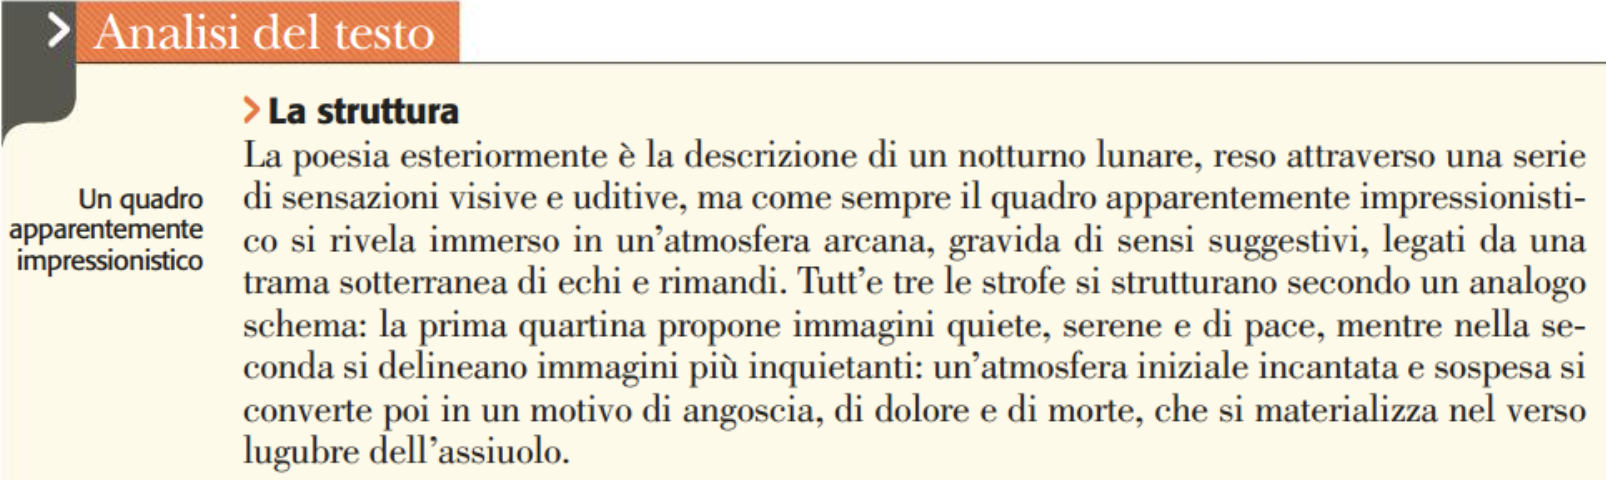 Analisi del testo
La struttura
Un quadro
apparentemente
impressionistico
La poesia esteriormente è la descrizione di un notturno lunare, reso attraverso una serie
di sensazioni visive e uditive, ma come sempre il quadro apparentemente impressionisti-
co si rivela immerso in un'atmosfera arcana, gravida di sensi suggestivi, legati da una
trama sotterranea di echi e rimandi. Tutt'e tre le strofe si strutturano secondo un analogo
schema: la prima quartina propone immagini quiete, serene e di pace, mentre nella se-
conda si delineano immagini più inquietanti: un'atmosfera iniziale incantata e sospesa si
converte poi in un motivo di angoscia, di dolore e di morte, che si materializza nel verso
lugubre dell'assiuolo.